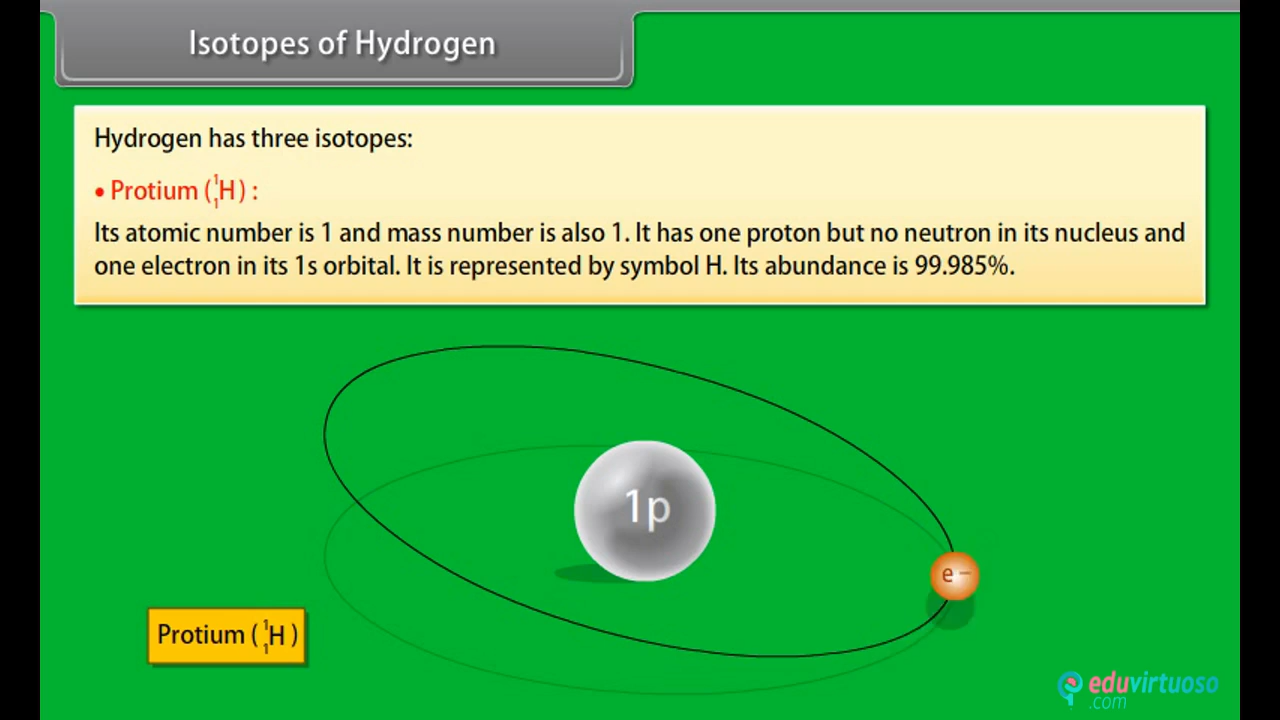 Isotopes of Hydrogen
Hydrogen has three isotopes:
• Protium (¹₁H) :
Its atomic number is 1 and mass number is also 1. It has one proton but no neutron in its nucleus and
one electron in its 1s orbital. It is represented by symbol H. Its abundance is 99.985%.
1p
e –
Protium (¹₁H)
eduvirtuoso
.com